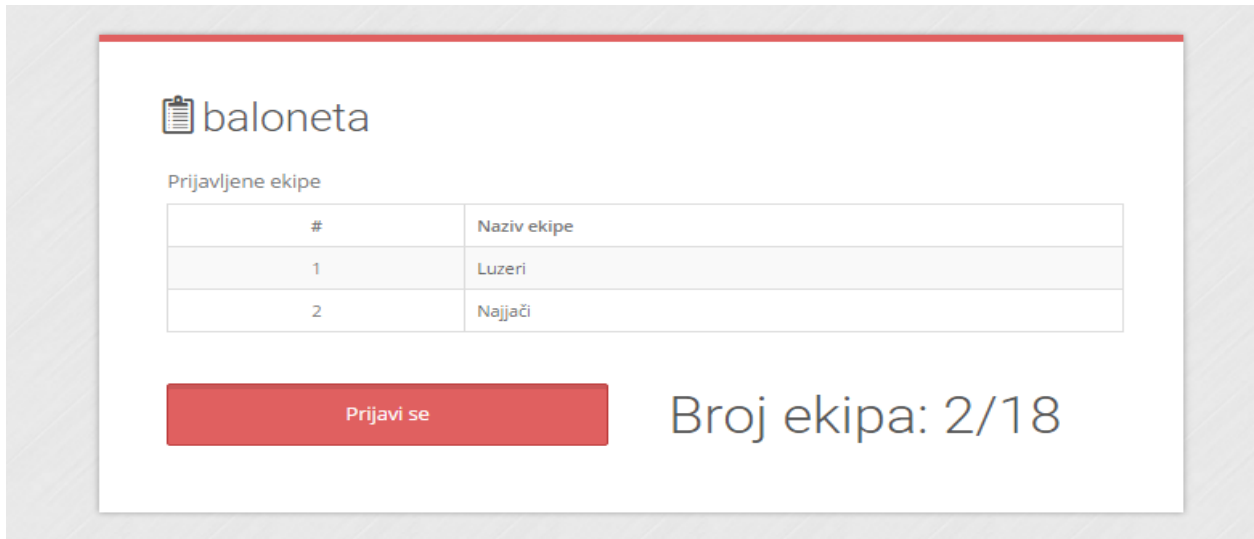 baloneta
Prijavljene ekipe
# Naziv ekipe
1 Luzeri
2 Najjači
Prijavi se
Broj ekipa: 2/18